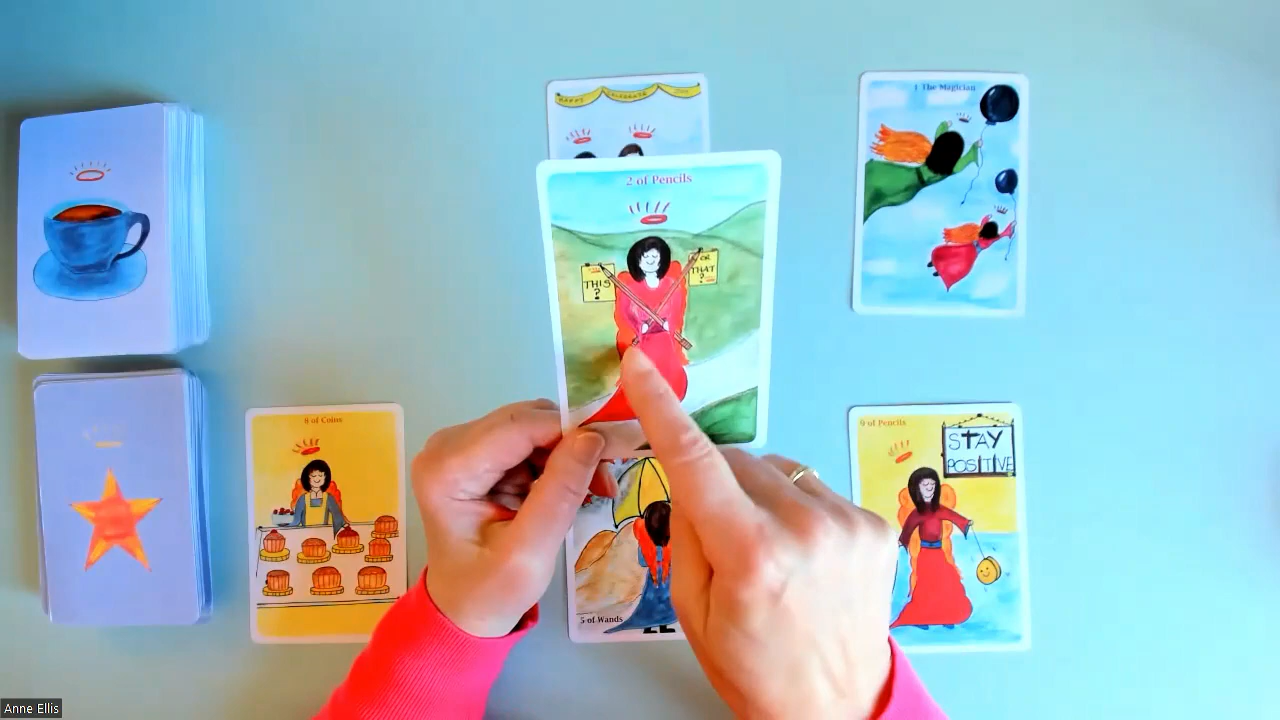 HAPPY CELEBRATE
1 The Magician
2 of Pencils
THIS
?
OR
THAT
?
of Coins
9 of Pencils
STAY
POSITIVE
5 of Wands
Anne Ellis